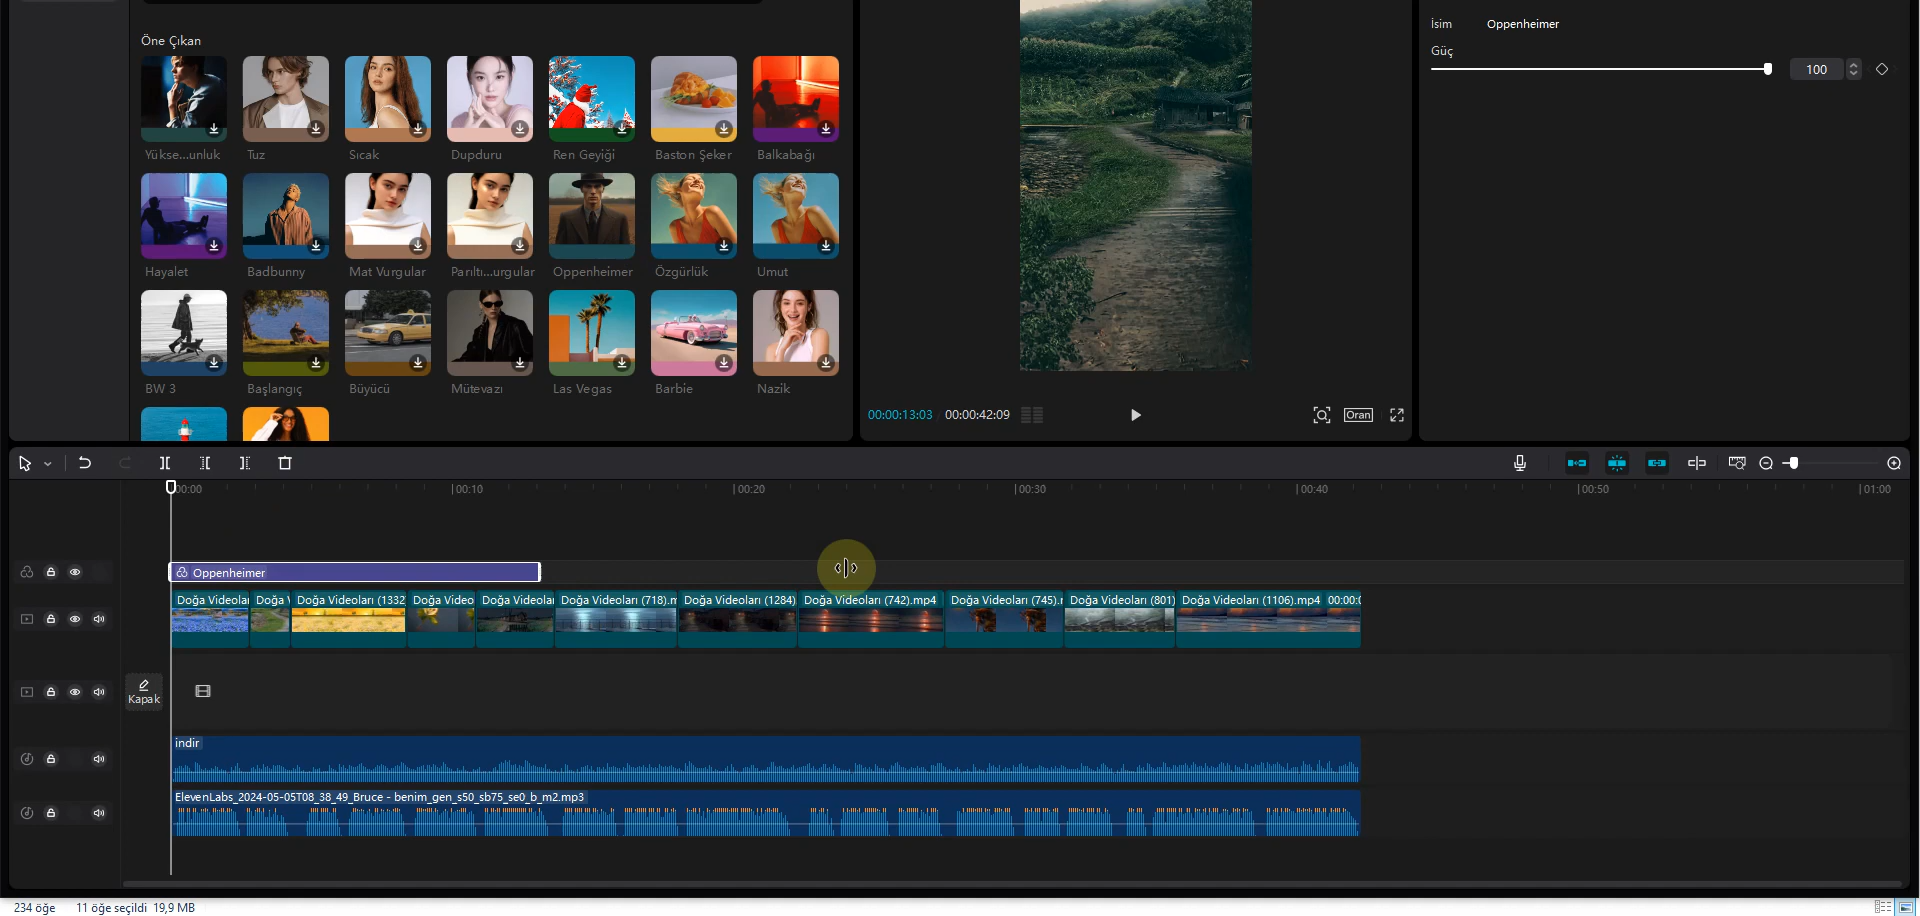 İsim Oppenheimer
Güç
100
Öne Çıkan
Yükse...unluk Tuz Sıcak Dupduru Ren Geyiği Baston Şeker Balkabağı
Hayalet Badbunny Mat Vurgular Parıltı...urgular Oppenheimer Özgürlük Umut
BW 3 Başlangıç Büyücü Mütevazı Las Vegas Barbie Nazik
00:00:13:03 00:00:42:09 Oran
00:00 00:10 00:20 00:30 00:40 00:50 01:00
Oppenheimer
Doğa Videolar Doğa V Doğa Videoları (1332 Doğa Video Doğa Videolar Doğa Videoları (718).m Doğa Videoları (1284) Doğa Videoları (742).mp4 Doğa Videoları (745).r Doğa Videoları (801) Doğa Videoları (1106).mp4 00:00:0
Kapak
indir
ElevenLabs_2024-05-05T08_38_49_Bruce - benim_gen_s50_sb75_se0_b_m2.mp3
234 öğe 11 öğe seçildi 19,9 MB